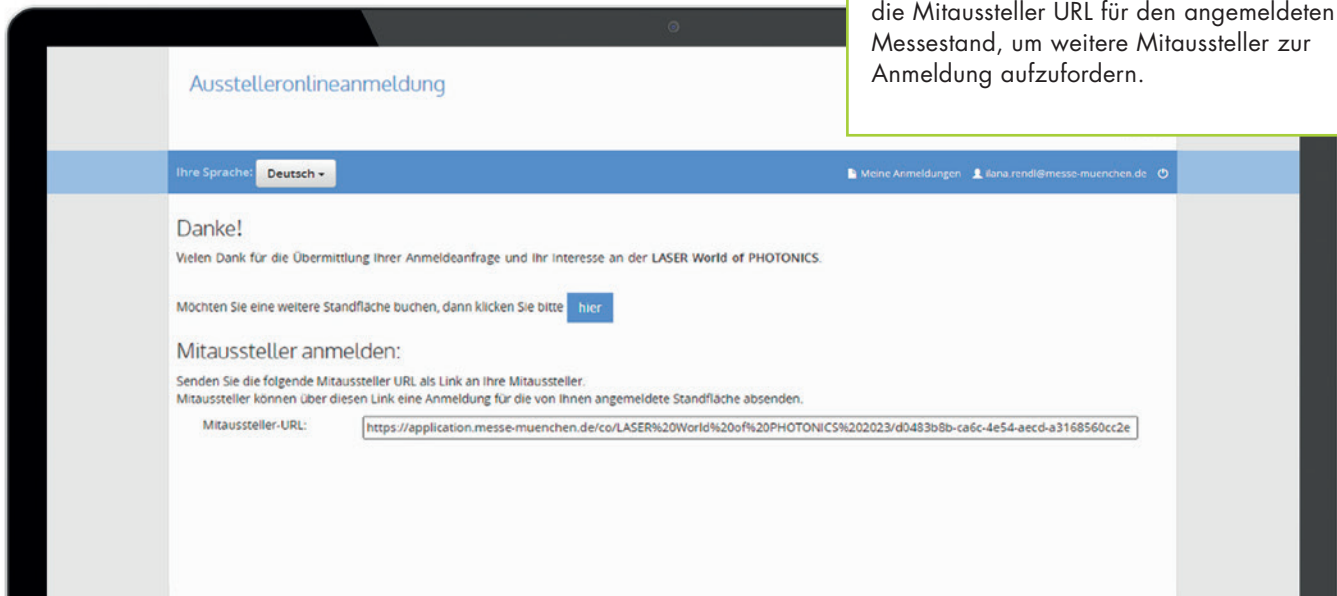 die Mitaussteller URL für den angemeldeten
Messestand, um weitere Mitaussteller zur
Anmeldung aufzufordern.
Ausstelleronlineanmeldung
Ihre Sprache: Deutsch
Meine Anmeldungen ilana.rendl@messe-muenchen.de
Danke!
Vielen Dank für die Übermittlung Ihrer Anmeldeanfrage und Ihr Interesse an der LASER World of PHOTONICS.
Möchten Sie eine weitere Standfläche buchen, dann klicken Sie bitte hier
Mitaussteller anmelden:
Senden Sie die folgende Mitaussteller URL als Link an Ihre Mitaussteller.
Mitaussteller können über diesen Link eine Anmeldung für die von Ihnen angemeldete Standfläche absenden.
Mitaussteller-URL: https://application.messe-muenchen.de/co/LASER%20World%20of%20PHOTONICS%202023/d0483b8b-ca6c-4e54-aecd-a3168560cc2e